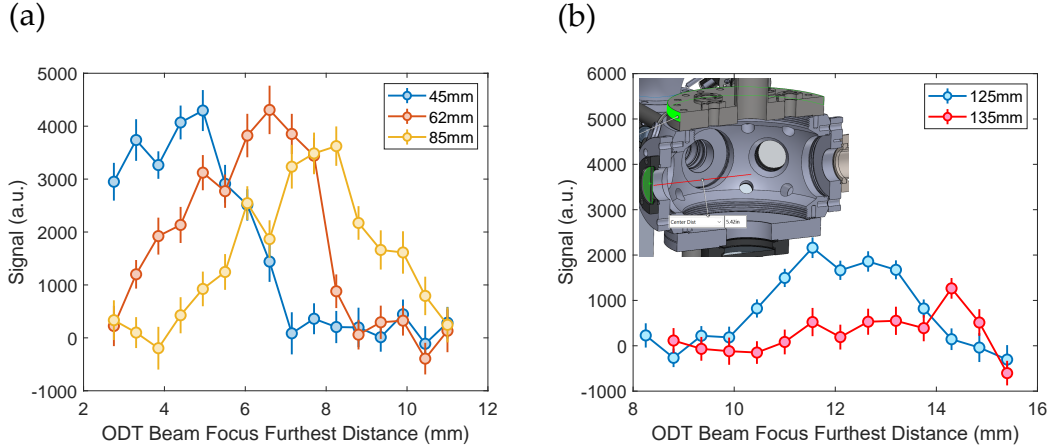 (a)
5000
4000
3000
2000
1000
0
-1000
Signal (a.u.)
45mm
62mm
85mm
2 4 6 8 10 12
ODT Beam Focus Furthest Distance (mm)
(b)
6000
5000
4000
3000
2000
1000
0
-1000
Signal (a.u.)
125mm
135mm
Center Dist 5.42in
8 10 12 14 16
ODT Beam Focus Furthest Distance (mm)